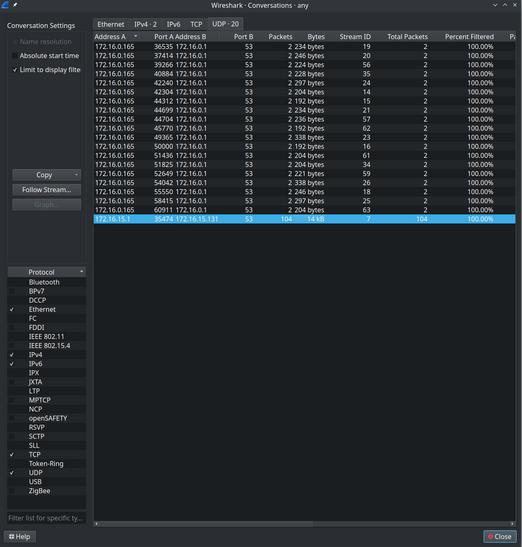 Wireshark · Conversations · any
Conversation Settings
Name resolution
Absolute start time
Limit to display filte
Copy
Follow Stream...
Graph...
Protocol
Bluetooth
BPv7
DCCP
Ethernet
FC
FDDI
IEEE 802.11
IEEE 802.15.4
IPv4
IPv6
IPX
JXTA
LTP
MPTCP
NCP
openSAFETY
RSVP
SCTP
SLL
TCP
Token-Ring
UDP
USB
ZigBee
Filter list for specific ty...
Ethernet IPv4 · 2 IPv6 TCP UDP · 20
Address A Port A Address B Port B Packets Bytes Stream ID Total Packets Percent Filtered Pa
172.16.0.165 36535 172.16.0.1 53 2 234 bytes 19 2 100.00%
172.16.0.165 37414 172.16.0.1 53 2 246 bytes 20 2 100.00%
172.16.0.165 39266 172.16.0.1 53 2 224 bytes 56 2 100.00%
172.16.0.165 40884 172.16.0.1 53 2 228 bytes 35 2 100.00%
172.16.0.165 42240 172.16.0.1 53 2 297 bytes 24 2 100.00%
172.16.0.165 42304 172.16.0.1 53 2 204 bytes 14 2 100.00%
172.16.0.165 44312 172.16.0.1 53 2 192 bytes 15 2 100.00%
172.16.0.165 44699 172.16.0.1 53 2 234 bytes 21 2 100.00%
172.16.0.165 44704 172.16.0.1 53 2 236 bytes 57 2 100.00%
172.16.0.165 45770 172.16.0.1 53 2 192 bytes 62 2 100.00%
172.16.0.165 49365 172.16.0.1 53 2 338 bytes 23 2 100.00%
172.16.0.165 50000 172.16.0.1 53 2 192 bytes 16 2 100.00%
172.16.0.165 51436 172.16.0.1 53 2 204 bytes 61 2 100.00%
172.16.0.165 51825 172.16.0.1 53 2 204 bytes 34 2 100.00%
172.16.0.165 52649 172.16.0.1 53 2 221 bytes 59 2 100.00%
172.16.0.165 54042 172.16.0.1 53 2 338 bytes 26 2 100.00%
172.16.0.165 55550 172.16.0.1 53 2 246 bytes 18 2 100.00%
172.16.0.165 58415 172.16.0.1 53 2 297 bytes 25 2 100.00%
172.16.0.165 60911 172.16.0.1 53 2 204 bytes 63 2 100.00%
172.16.15.1 35474 172.16.15.131 53 104 14 kB 7 104 100.00%
Help
Close